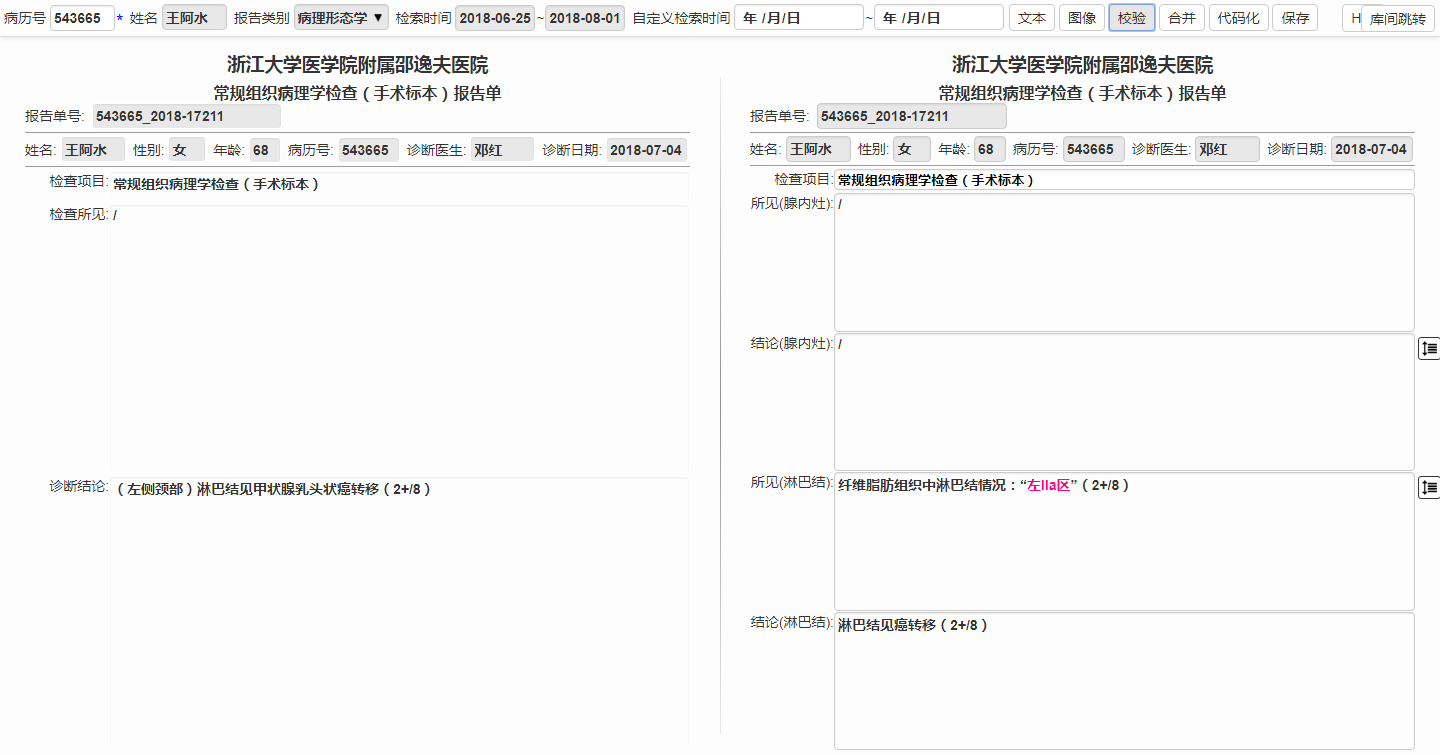 病历号 543665 * 姓名 王阿水 报告类别 病理形态学 ▼ 检索时间 2018-06-25 ~ 2018-08-01 自定义检索时间 年 /月/日 ~ 年 /月/日 文本 图像 校验 合并 代码化 保存 H 库间跳转
浙江大学医学院附属邵逸夫医院
常规组织病理学检查（手术标本）报告单
报告单号: 543665_2018-17211
姓名: 王阿水 性别: 女 年龄: 68 病历号: 543665 诊断医生: 邓红 诊断日期: 2018-07-04
检查项目: 常规组织病理学检查（手术标本）
检查所见: /
诊断结论: （左侧颈部）淋巴结见甲状腺乳头状癌转移（2+/8）
浙江大学医学院附属邵逸夫医院
常规组织病理学检查（手术标本）报告单
报告单号: 543665_2018-17211
姓名: 王阿水 性别: 女 年龄: 68 病历号: 543665 诊断医生: 邓红 诊断日期: 2018-07-04
检查项目: 常规组织病理学检查（手术标本）
所见(腺内灶): /
结论(腺内灶): /
所见(淋巴结): 纤维脂肪组织中淋巴结情况：“左IIa区”（2+/8）
结论(淋巴结): 淋巴结见癌转移（2+/8）